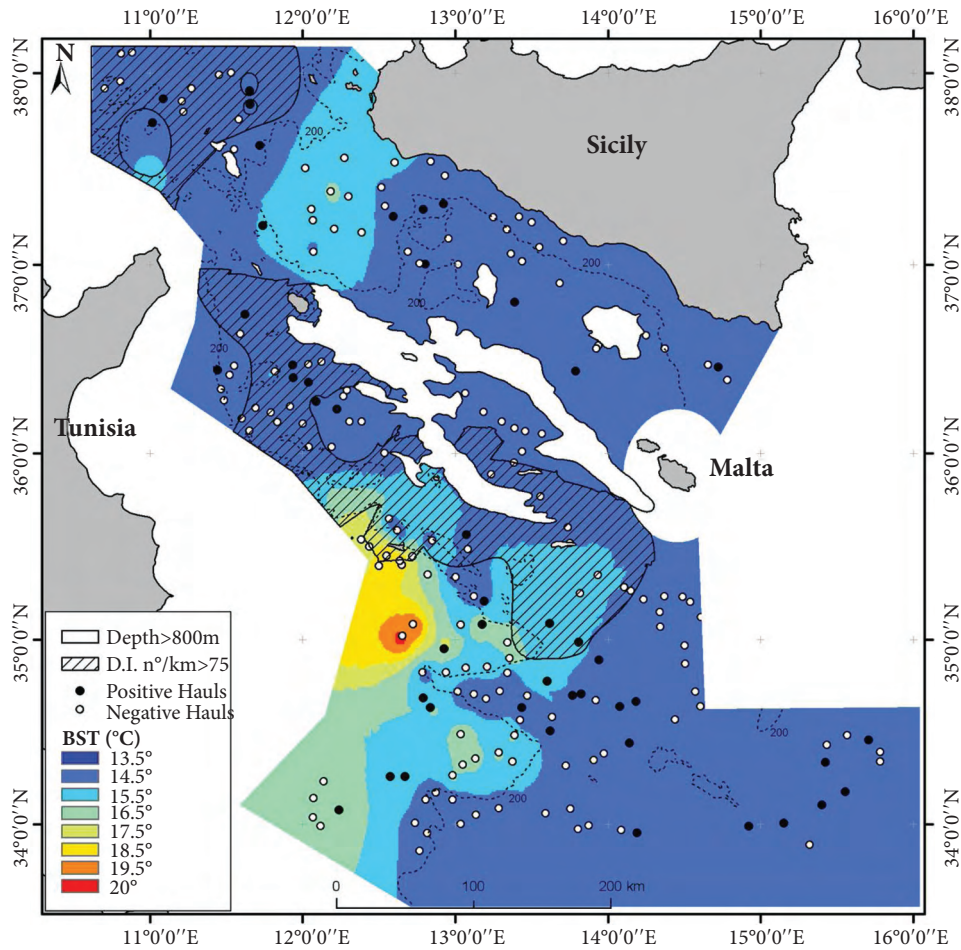 11°0'0"E 12°0'0"E 13°0'0"E 14°0'0"E 15°0'0"E 16°0'0"E
N
38°0'0"N
38°0'0"N
200
Sicily
37°0'0"N
200
37°0'0"N
200
200
Tunisia
36°0'0"N
Malta
36°0'0"N
35°0'0"N
35°0'0"N
Depth>800m
D.I. n°/km>75
Positive Hauls
Negative Hauls
BST (°C)
13.5°
14.5°
15.5°
16.5°
17.5°
18.5°
19.5°
20°
200
200
34°0'0"N
34°0'0"N
0 100 200 km
11°0'0"E 12°0'0"E 13°0'0"E 14°0'0"E 15°0'0"E 16°0'0"E